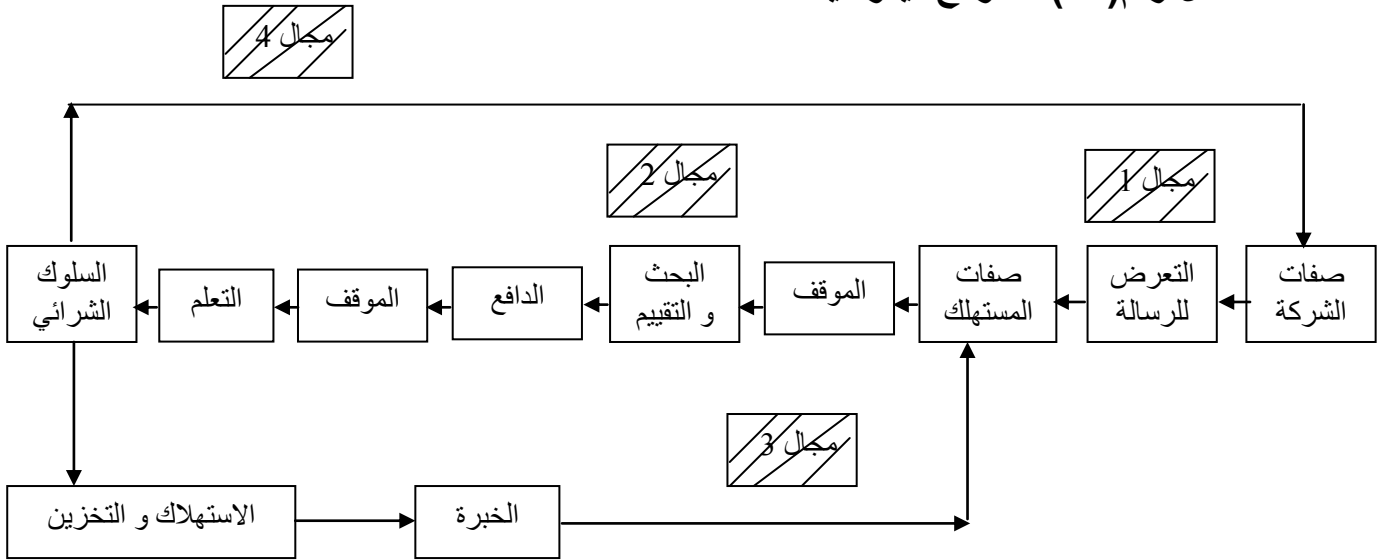 مجال 4
مجال 2
مجال 1
صفات
الشركة
التعرض
للرسالة
صفات
المستهلك
الموقف
البحث
و التقييم
الدافع
الموقف
التعلم
السلوك
الشرائي
مجال 3
الاستهلاك و التخزين
الخبرة